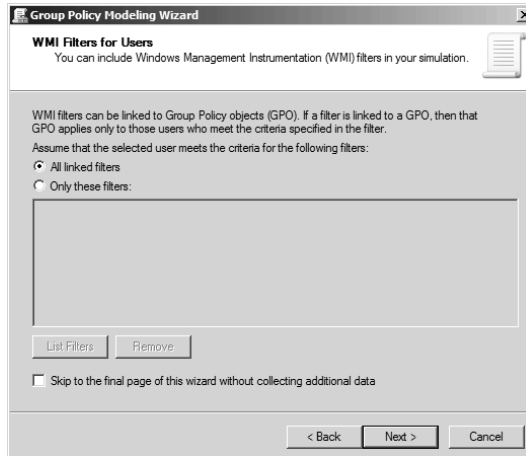 Group Policy Modeling Wizard
WMI Filters for Users
You can include Windows Management Instrumentation (WMI) filters in your simulation.
WMI filters can be linked to Group Policy objects (GPO). If a filter is linked to a GPO, then that
GPO applies only to those users who meet the criteria specified in the filter.
Assume that the selected user meets the criteria for the following filters:
All linked filters
Only these filters:
List Filters Remove
Skip to the final page of this wizard without collecting additional data
< Back Next > Cancel